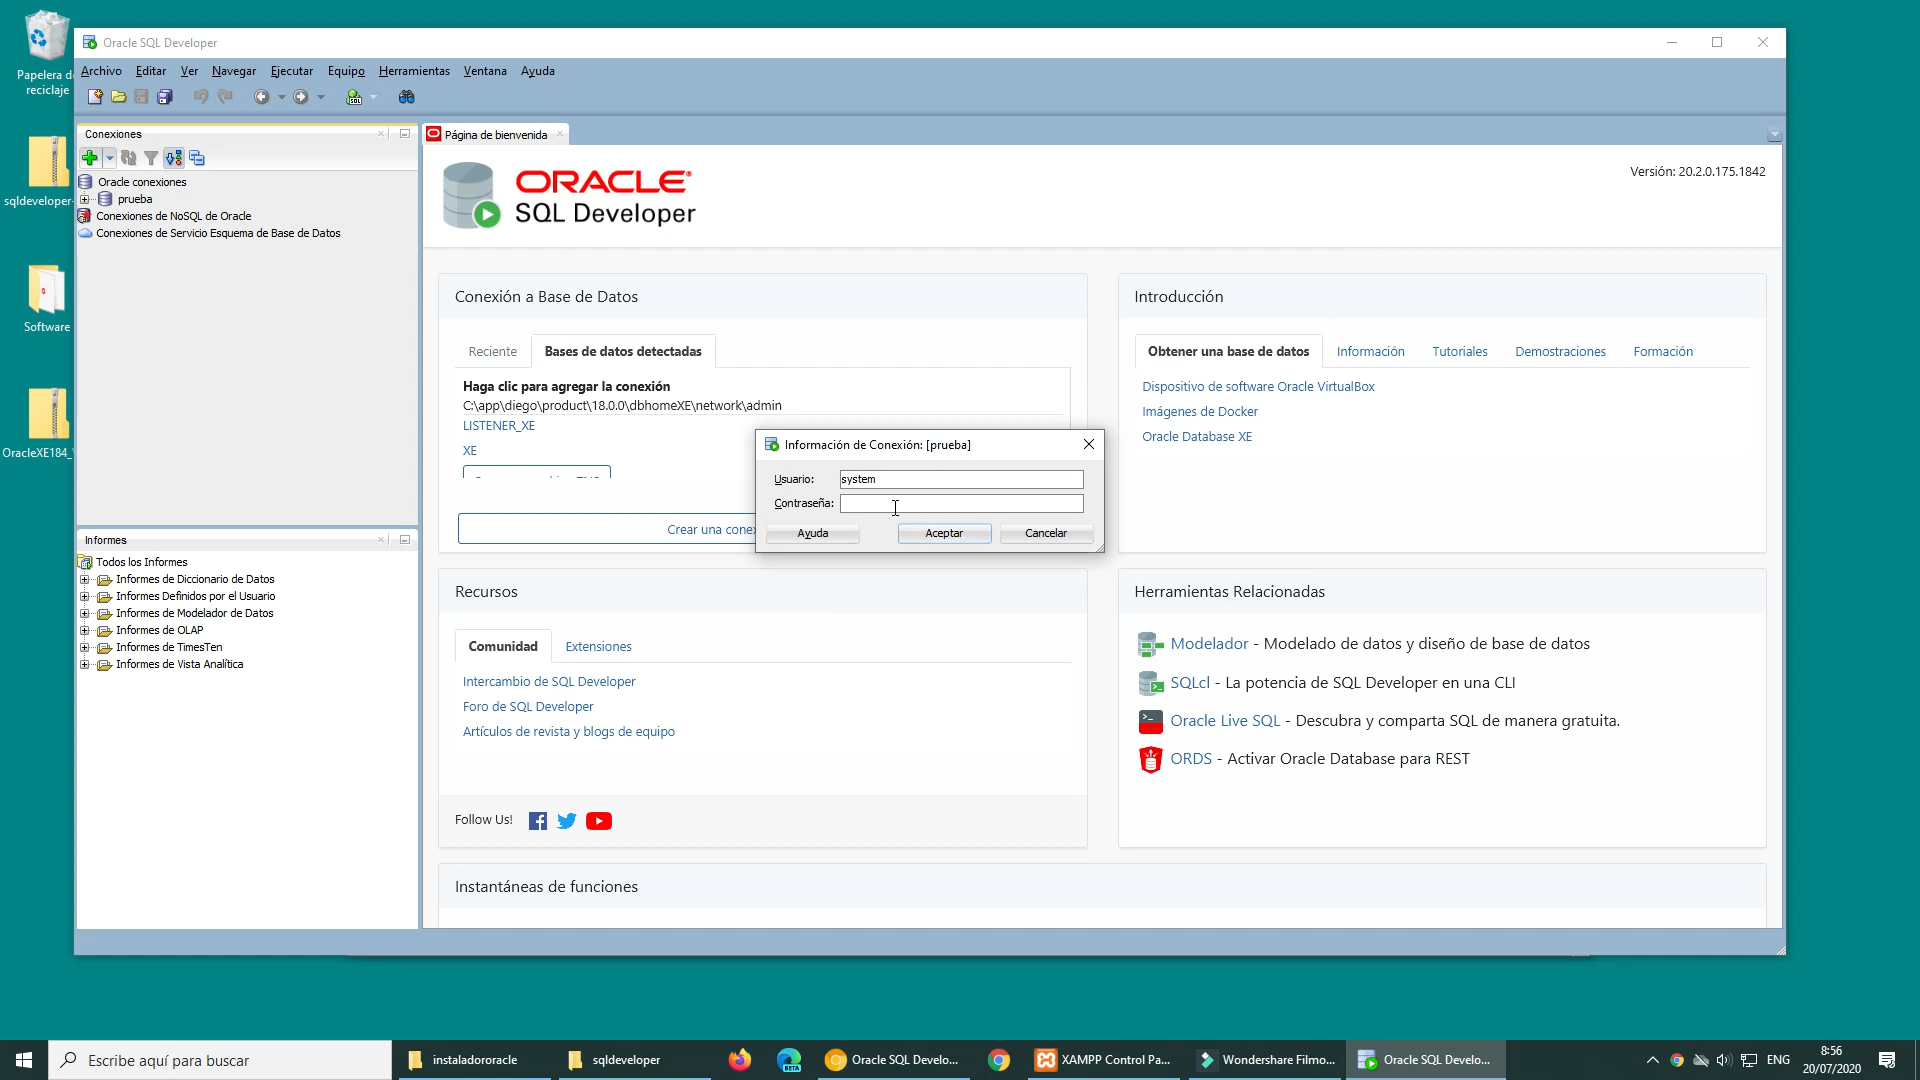 Papelera de
reciclaje
sqldeveloper-
Software
OracleXE184_
Oracle SQL Developer
Archivo Editar Ver Navegar Ejecutar Equipo Herramientas Ventana Ayuda
Conexiones
Oracle conexiones
prueba
Conexiones de NoSQL de Oracle
Conexiones de Servicio Esquema de Base de Datos
Informes
Todos los Informes
Informes de Diccionario de Datos
Informes Definidos por el Usuario
Informes de Modelador de Datos
Informes de OLAP
Informes de TimesTen
Informes de Vista Analítica
Página de bienvenida
ORACLE
SQL Developer
Versión: 20.2.0.175.1842
Conexión a Base de Datos
Reciente Bases de datos detectadas
Haga clic para agregar la conexión
C:\app\diego\product\18.0.0\dbhomeXE\network\admin
LISTENER_XE
XE
Crear una conex
Introducción
Obtener una base de datos Información Tutoriales Demostraciones Formación
Dispositivo de software Oracle VirtualBox
Imágenes de Docker
Oracle Database XE
Información de Conexión: [prueba]
Usuario: system
Contraseña:
Ayuda Aceptar Cancelar
Recursos
Comunidad Extensiones
Intercambio de SQL Developer
Foro de SQL Developer
Artículos de revista y blogs de equipo
Follow Us!
Herramientas Relacionadas
Modelador - Modelado de datos y diseño de base de datos
SQLcl - La potencia de SQL Developer en una CLI
Oracle Live SQL - Descubra y comparta SQL de manera gratuita.
ORDS - Activar Oracle Database para REST
Instantáneas de funciones
Escribe aquí para buscar
instaladororacle
sqldeveloper
BETA
Oracle SQL Develo...
XAMPP Control Pa...
Wondershare Filmo...
Oracle SQL Develo...
ENG
8:56
20/07/2020